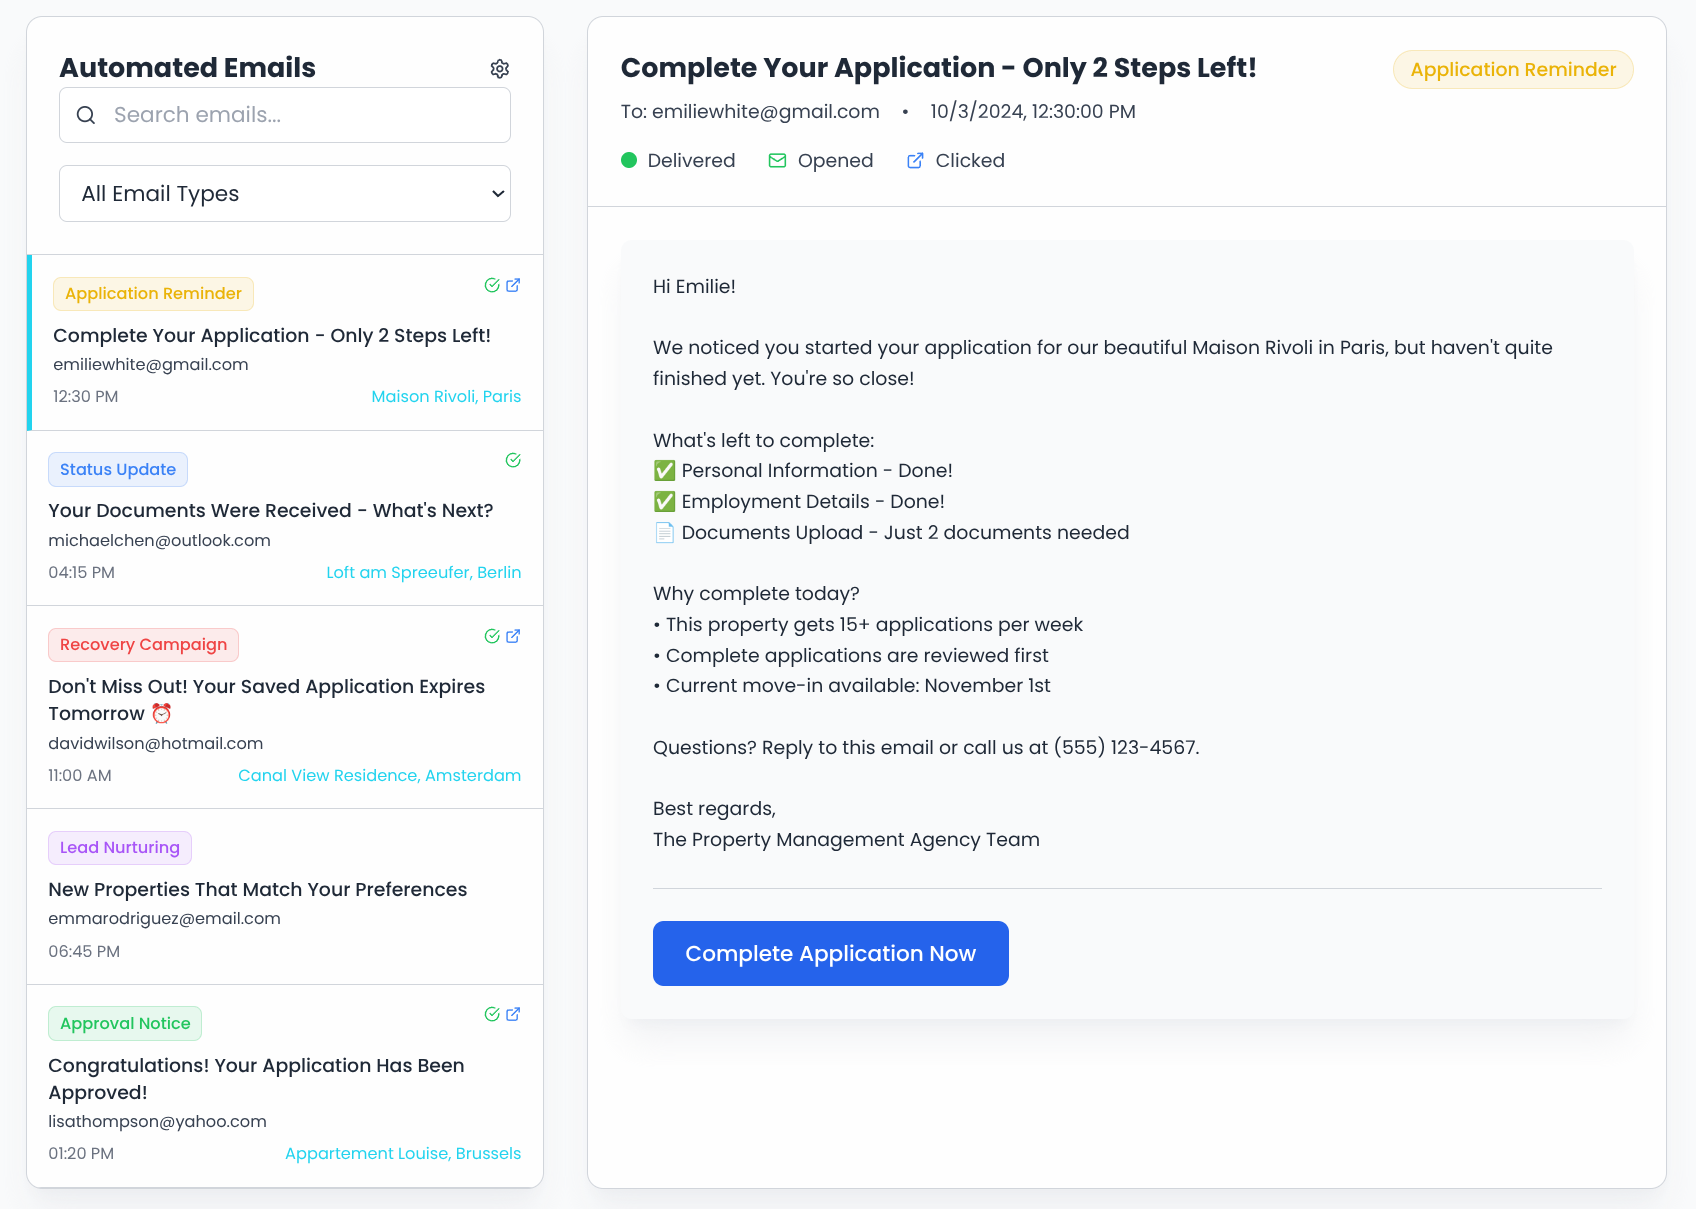 Automated Emails
Search emails...
All Email Types
Application Reminder
Complete Your Application - Only 2 Steps Left!
emiliewhite@gmail.com
12:30 PM
Maison Rivoli, Paris
Status Update
Your Documents Were Received - What's Next?
michaelchen@outlook.com
04:15 PM
Loft am Spreeufer, Berlin
Recovery Campaign
Don't Miss Out! Your Saved Application Expires
Tomorrow ⏰
davidwilson@hotmail.com
11:00 AM
Canal View Residence, Amsterdam
Lead Nurturing
New Properties That Match Your Preferences
emmarodriguez@email.com
06:45 PM
Approval Notice
Congratulations! Your Application Has Been
Approved!
lisathompson@yahoo.com
01:20 PM
Appartement Louise, Brussels
Complete Your Application - Only 2 Steps Left!
Application Reminder
To: emiliewhite@gmail.com • 10/3/2024, 12:30:00 PM
Delivered
Opened
Clicked
Hi Emilie!
We noticed you started your application for our beautiful Maison Rivoli in Paris, but haven't quite
finished yet. You're so close!
What's left to complete:
✅ Personal Information - Done!
✅ Employment Details - Done!
📄 Documents Upload - Just 2 documents needed
Why complete today?
• This property gets 15+ applications per week
• Complete applications are reviewed first
• Current move-in available: November 1st
Questions? Reply to this email or call us at (555) 123-4567.
Best regards,
The Property Management Agency Team
Complete Application Now